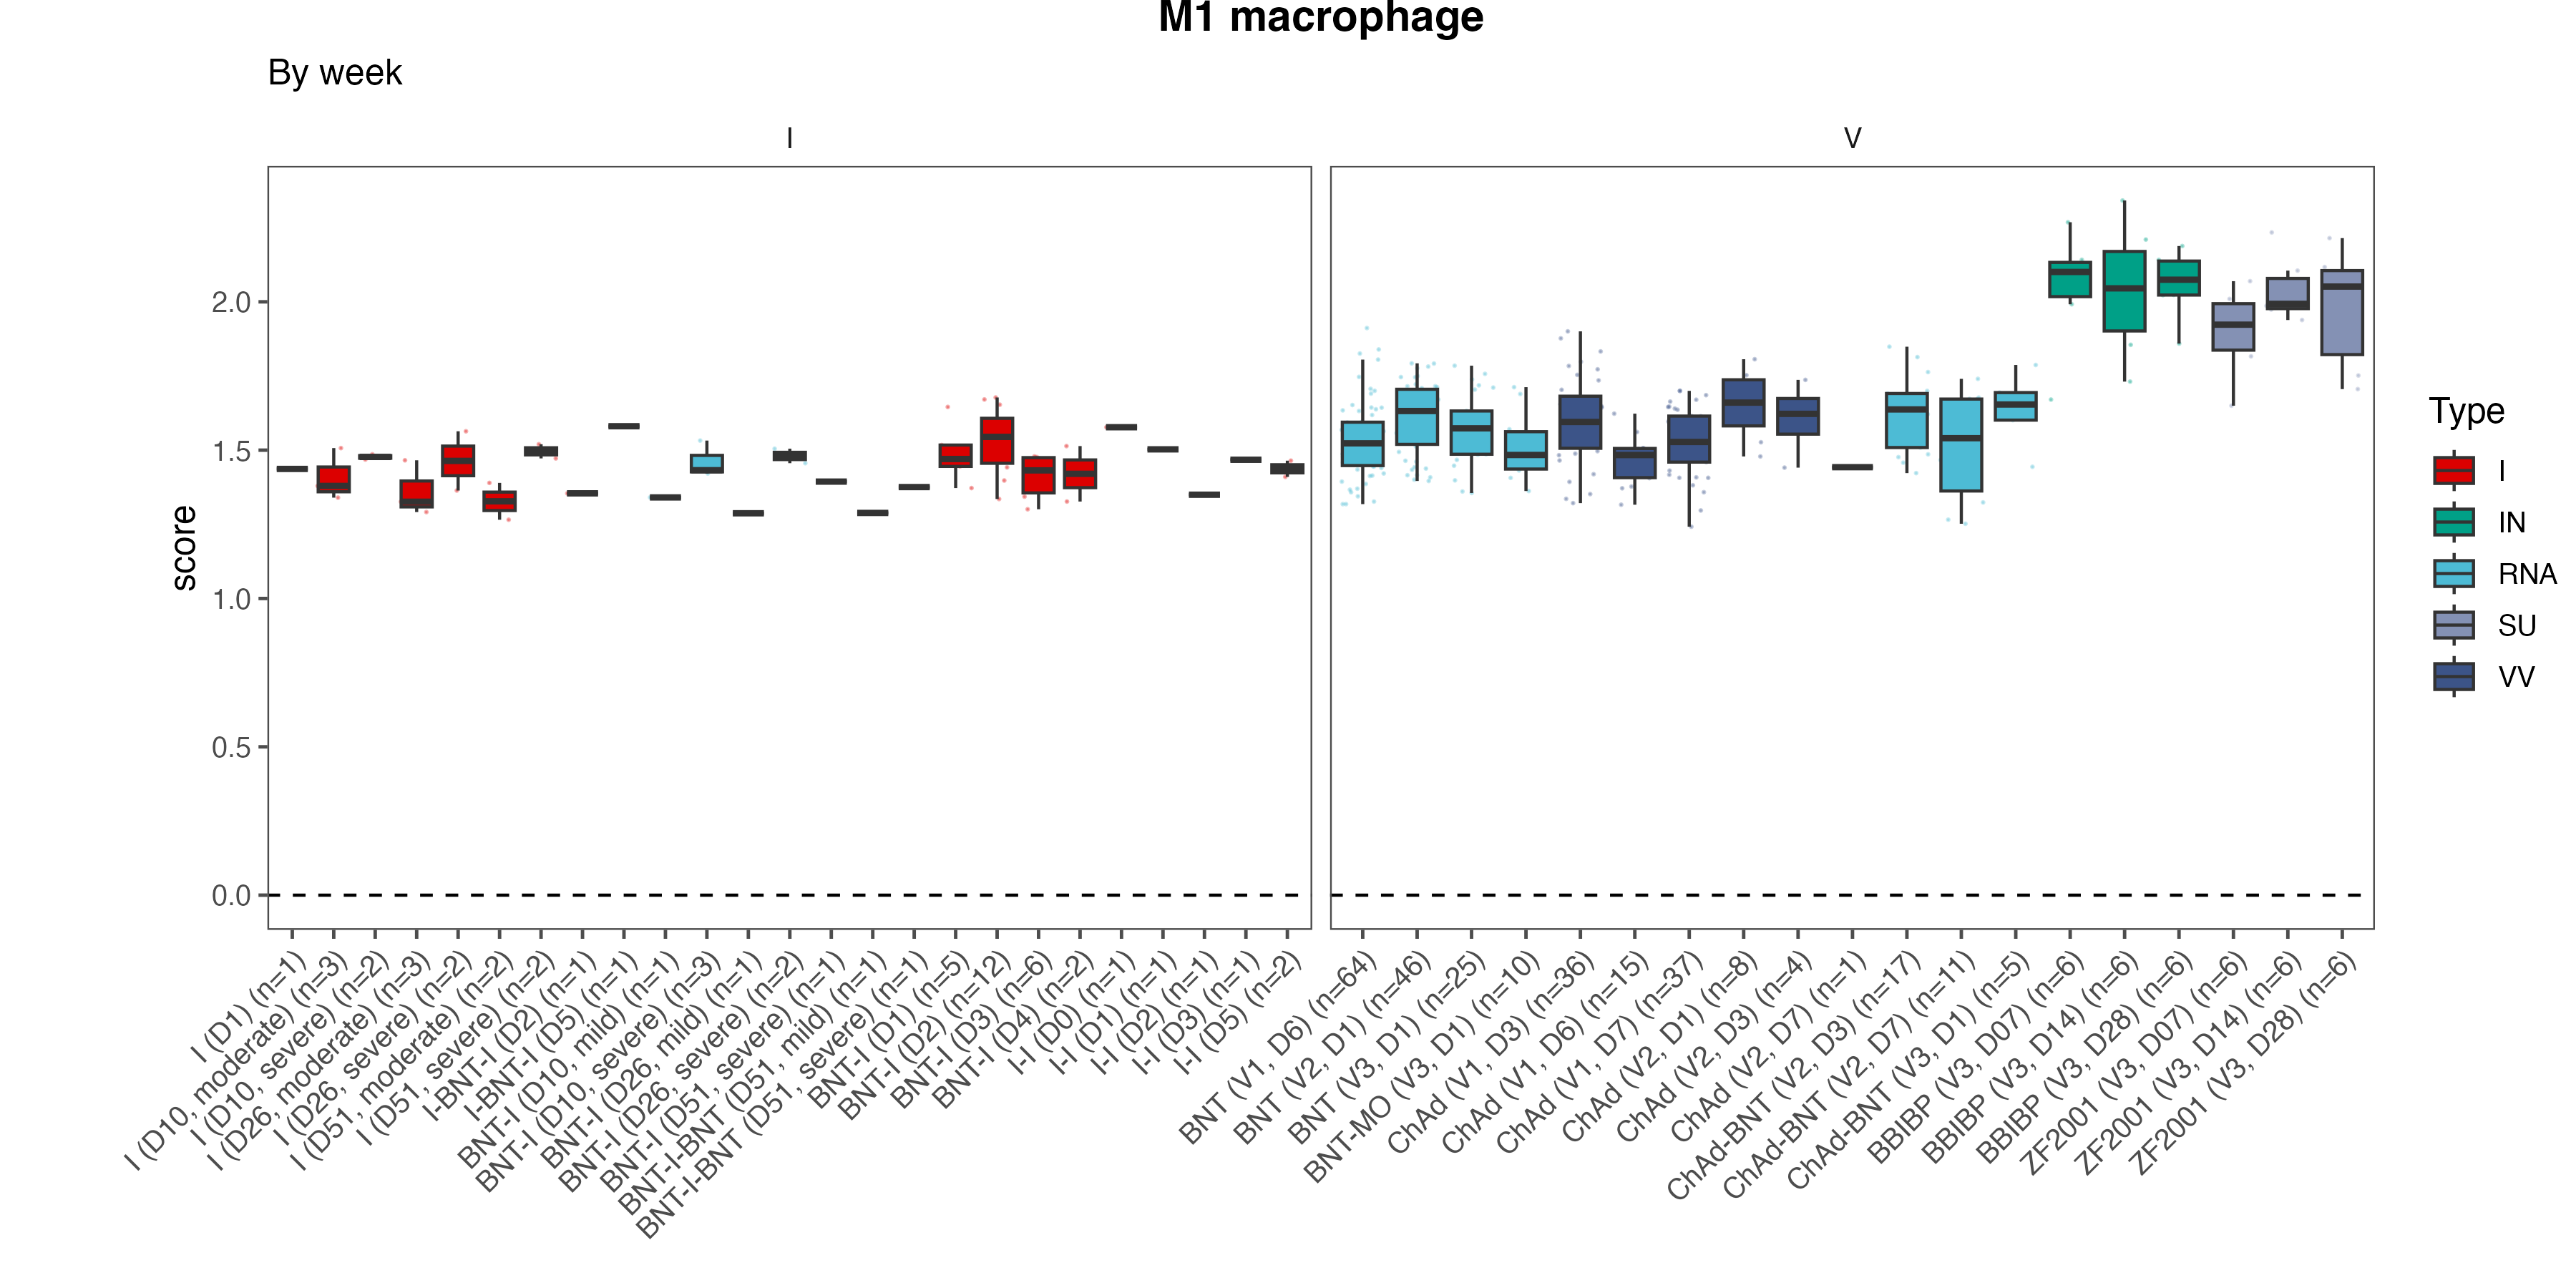 M1 macrophage
By week
I
V
score
2.0
1.5
1.0
0.5
0.0
I (D1) (n=1)
I (D10, moderate) (n=3)
I (D10, severe) (n=2)
I (D26, moderate) (n=3)
I (D26, severe) (n=2)
I (D51, moderate) (n=2)
I (D51, severe) (n=2)
I-BNT-I (D2) (n=1)
I-BNT-I (D5) (n=1)
BNT-I (D10, mild) (n=1)
BNT-I (D10, severe) (n=3)
BNT-I (D26, mild) (n=1)
BNT-I (D26, severe) (n=2)
BNT-I (D51, severe) (n=1)
BNT-I-BNT (D51, mild) (n=1)
BNT-I-BNT (D51, severe) (n=1)
BNT-I (D1) (n=5)
BNT-I (D2) (n=12)
BNT-I (D3) (n=6)
BNT-I (D4) (n=2)
I-I (D0) (n=1)
I-I (D1) (n=1)
I-I (D2) (n=1)
I-I (D3) (n=1)
I-I (D5) (n=2)
BNT (V1, D6) (n=64)
BNT (V2, D1) (n=46)
BNT (V3, D1) (n=25)
BNT-MO (V3, D1) (n=10)
ChAd (V1, D3) (n=36)
ChAd (V1, D6) (n=15)
ChAd (V1, D7) (n=37)
ChAd (V2, D1) (n=8)
ChAd (V2, D3) (n=4)
ChAd (V2, D7) (n=1)
ChAd-BNT (V2, D3) (n=17)
ChAd-BNT (V2, D7) (n=11)
ChAd-BNT (V3, D1) (n=5)
BBIBP (V3, D07) (n=6)
BBIBP (V3, D14) (n=6)
BBIBP (V3, D28) (n=6)
ZF2001 (V3, D07) (n=6)
ZF2001 (V3, D14) (n=6)
ZF2001 (V3, D28) (n=6)
Type
I
IN
RNA
SU
VV